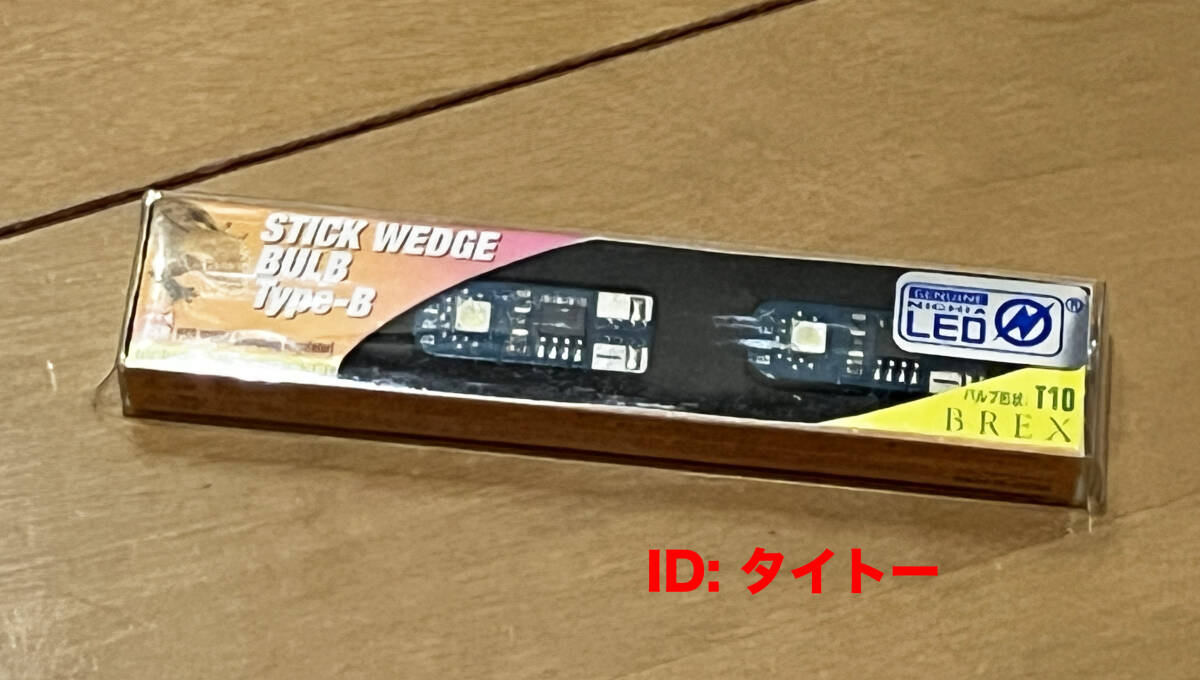 STICK WEDGE
BULB
Type-B
GENUINE
NICHIA
LED
®
バルブ形状 T10
BREX
ID: タイトー